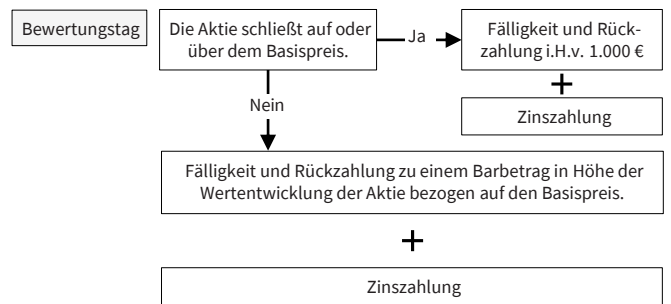 Bewertungstag
Die Aktie schließt auf oder
über dem Basispreis.
Ja
Fälligkeit und Rück-
zahlung i.H.v. 1.000 €
+
Zinszahlung
Nein
Fälligkeit und Rückzahlung zu einem Barbetrag in Höhe der
Wertentwicklung der Aktie bezogen auf den Basispreis.
+
Zinszahlung